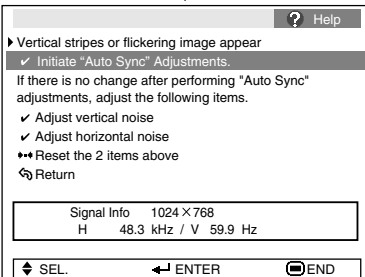 ? Help
Vertical stripes or flickering image appear
✔ Initiate “Auto Sync” Adjustments.
If there is no change after performing "Auto Sync"
adjustments, adjust the following items.
✔ Adjust vertical noise
✔ Adjust horizontal noise
Reset the 2 items above
Return
Signal Info 1024×768
H 48.3 kHz / V 59.9 Hz
SEL. ENTER END